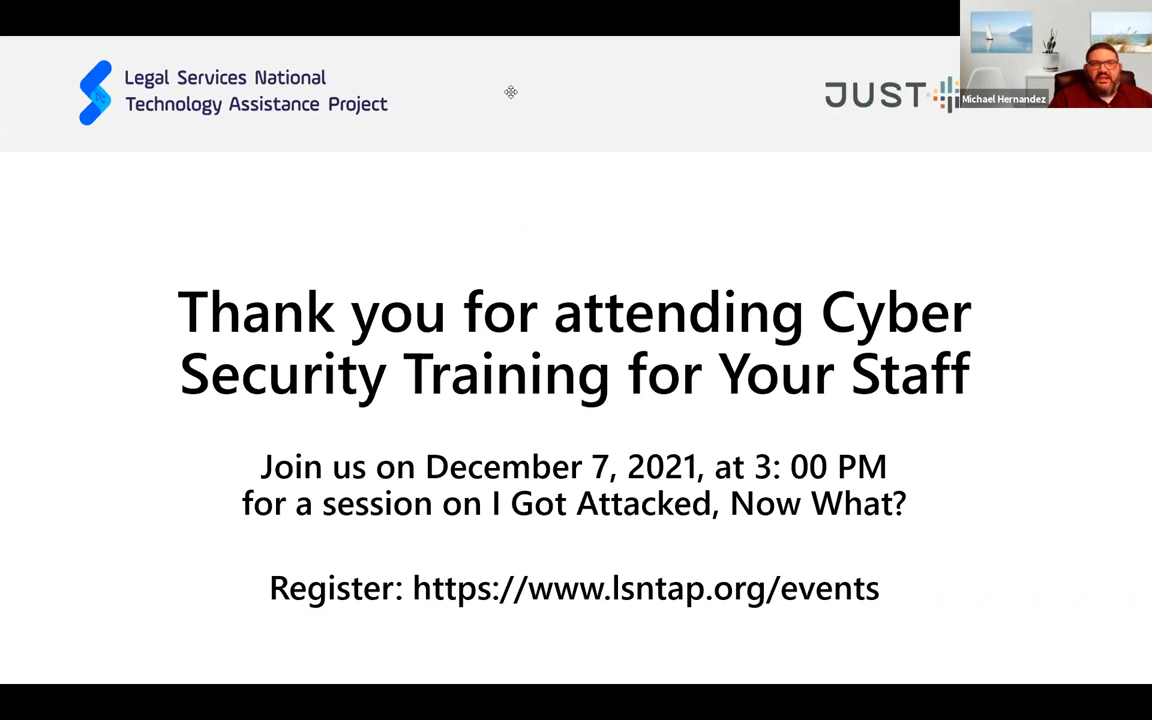 Legal Services National
Technology Assistance Project
JUST
Michael Hernandez
Thank you for attending Cyber
Security Training for Your Staff
Join us on December 7, 2021, at 3: 00 PM
for a session on I Got Attacked, Now What?
Register: https://www.lsntap.org/events